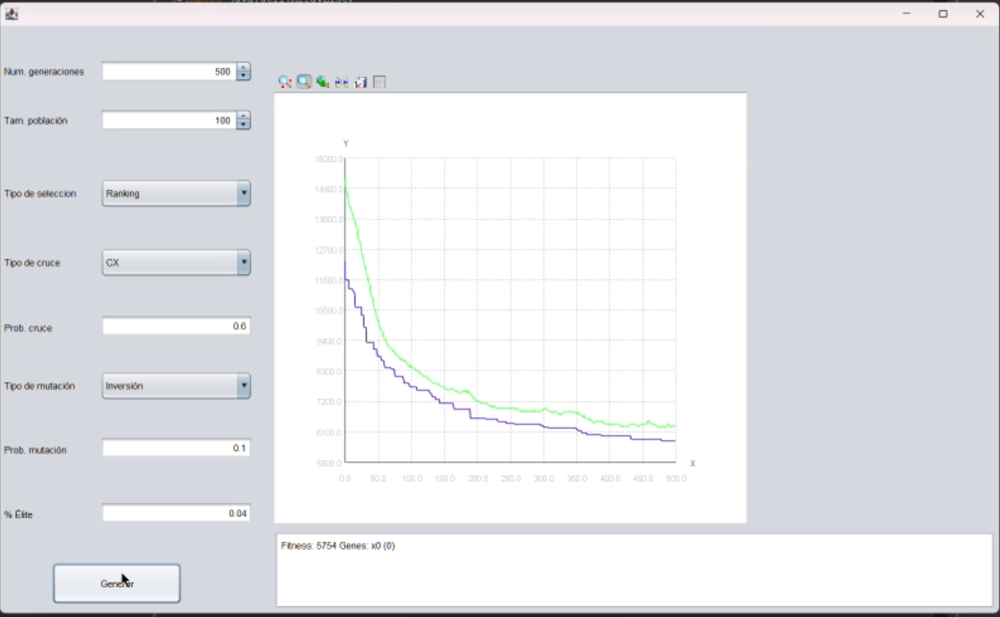 Num. generaciones 500
Tam. población 100
Tipo de seleccion Ranking
Tipo de cruce CX
Prob. cruce 0.6
Tipo de mutación Inversión
Prob. mutación 0.1
% Élite 0.04
Generar
Y
16000.0
14900.0
13800.0
12700.0
11600.0
10500.0
9400.0
8300.0
7200.0
6100.0
5000.0
X
0.0 50.0 100.0 150.0 200.0 250.0 300.0 350.0 400.0 450.0 500.0
Fitness: 5754 Genes: x0 (0)